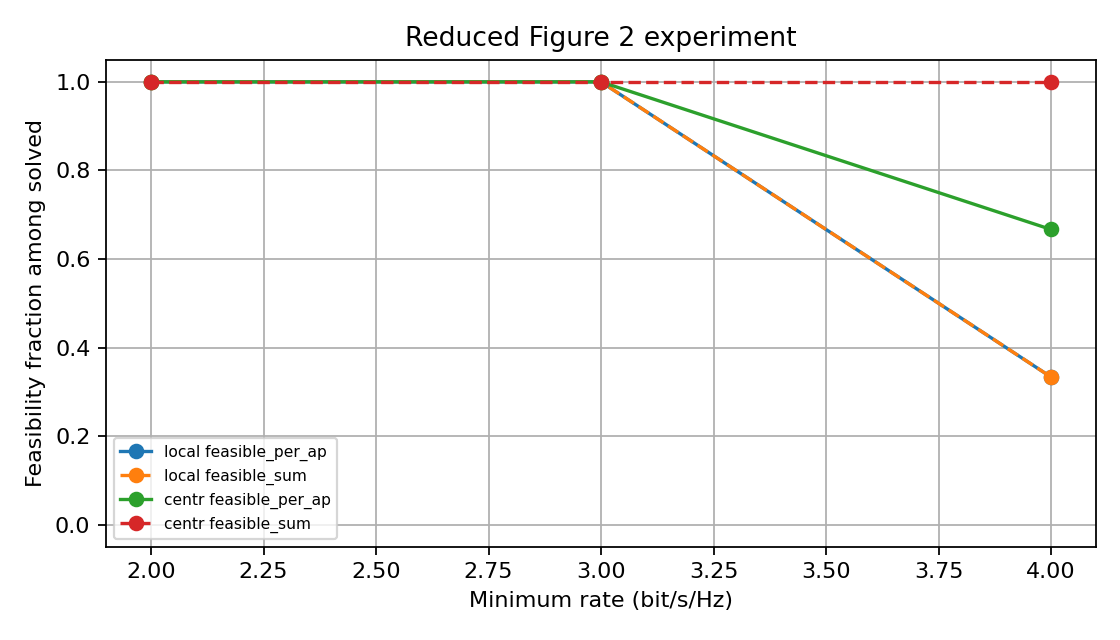 Reduced Figure 2 experiment
Feasibility fraction among solved
1.0
0.8
0.6
0.4
0.2
0.0
local feasible_per_ap
local feasible_sum
centr feasible_per_ap
centr feasible_sum
2.00 2.25 2.50 2.75 3.00 3.25 3.50 3.75 4.00
Minimum rate (bit/s/Hz)